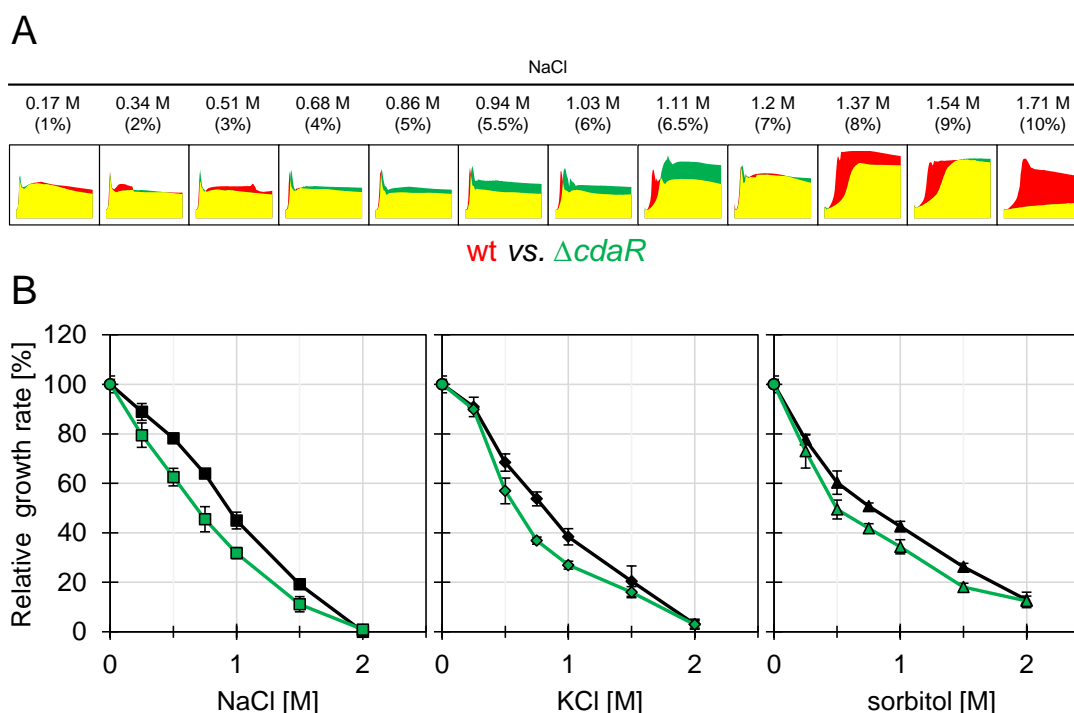 A
NaCl
0.17 M 0.34 M 0.51 M 0.68 M 0.86 M 0.94 M 1.03 M 1.11 M 1.2 M 1.37 M 1.54 M 1.71 M
(1%) (2%) (3%) (4%) (5%) (5.5%) (6%) (6.5%) (7%) (8%) (9%) (10%)
wt vs. ΔcdaR
B
Relative growth rate [%]
120
100
80
60
40
20
0
0 1 2 0 1 2 0 1 2
NaCl [M] KCl [M] sorbitol [M]